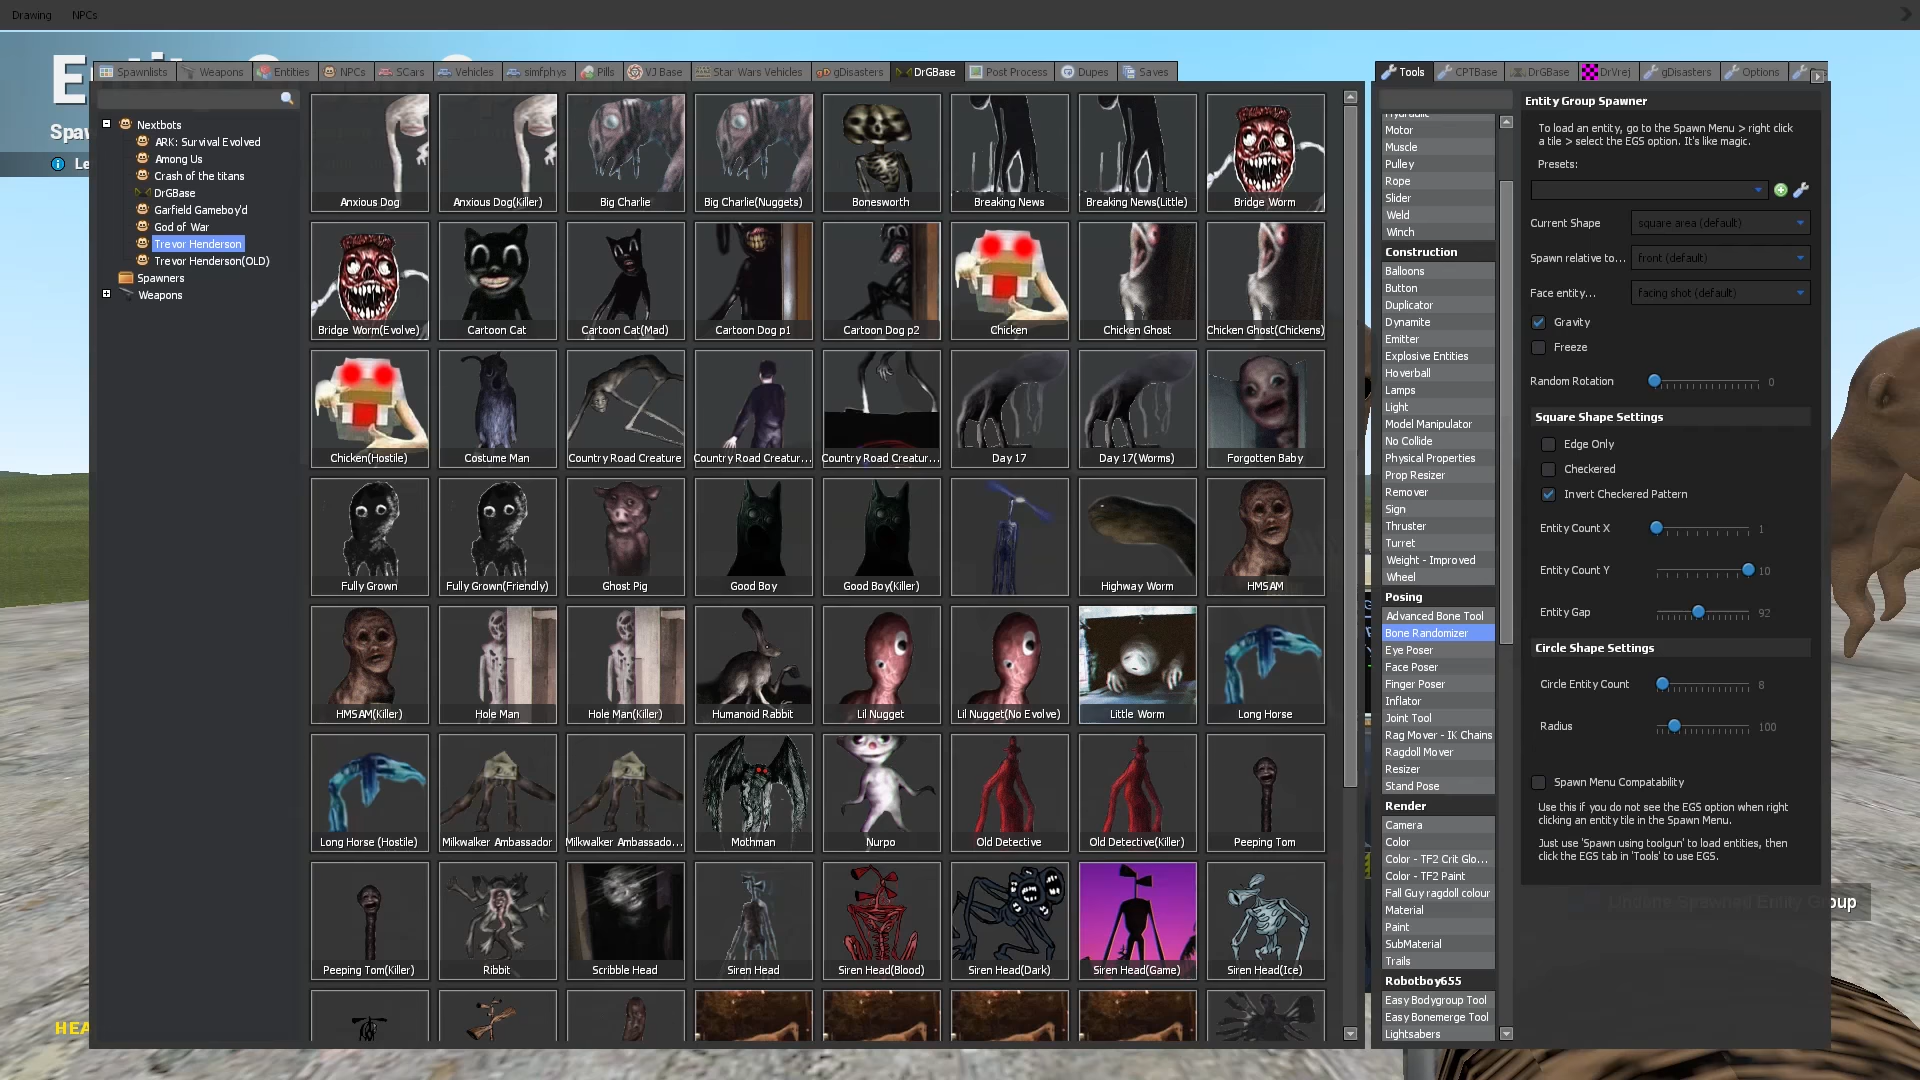 Drawing NPCs
Spawnlists Weapons Entities NPCs SCars Vehicles simfphys Pills VJ Base Star Wars Vehicles gDisasters DrGBase Post Process Dupes Saves
Nextbots
ARK: Survival Evolved
Among Us
Crash of the titans
DrGBase
Garfield Gameboy'd
God of War
Trevor Henderson
Trevor Henderson(OLD)
Spawners
Weapons
Anxious Dog Anxious Dog(Killer) Big Charlie Big Charlie(Nuggets) Bonesworth Breaking News Breaking News(Little) Bridge Worm
Bridge Worm(Evolve) Cartoon Cat Cartoon Cat(Mad) Cartoon Dog p1 Cartoon Dog p2 Chicken Chicken Ghost Chicken Ghost(Chickens)
Chicken(Hostile) Costume Man Country Road Creature Country Road Creatur... Country Road Creatur... Day 17 Day 17(Worms) Forgotten Baby
Fully Grown Fully Grown(Friendly) Ghost Pig Good Boy Good Boy(Killer) Highway Worm HMSAM
HMSAM(Killer) Hole Man Hole Man(Killer) Humanoid Rabbit Lil Nugget Lil Nugget(No Evolve) Little Worm Long Horse
Long Horse (Hostile) Milkwalker Ambassador Milkwalker Ambassado... Mothman Nurpo Old Detective Old Detective(Killer) Peeping Tom
Peeping Tom(Killer) Ribbit Scribble Head Siren Head Siren Head(Blood) Siren Head(Dark) Siren Head(Game) Siren Head(Ice)
Tools CPTBase DrGBase DrVrej gDisasters Options
Hydraulic
Motor
Muscle
Pulley
Rope
Slider
Weld
Winch
Construction
Balloons
Button
Duplicator
Dynamite
Emitter
Explosive Entities
Hoverball
Lamps
Light
Model Manipulator
No Collide
Physical Properties
Prop Resizer
Remover
Sign
Thruster
Turret
Weight - Improved
Wheel
Posing
Advanced Bone Tool
Bone Randomizer
Eye Poser
Face Poser
Finger Poser
Inflator
Joint Tool
Rag Mover - IK Chains
Ragdoll Mover
Resizer
Stand Pose
Render
Camera
Color
Color - TF2 Crit Glo...
Color - TF2 Paint
Fall Guy ragdoll colour
Material
Paint
SubMaterial
Trails
Robotboy655
Easy Bodygroup Tool
Easy Bonemerge Tool
Lightsabers
Entity Group Spawner
To load an entity, go to the Spawn Menu > right click
a tile > select the EGS option. It's like magic.
Presets:
Current Shape square area (default)
Spawn relative to... front (default)
Face entity... facing shot (default)
Gravity
Freeze
Random Rotation 0
Square Shape Settings
Edge Only
Checkered
Invert Checkered Pattern
Entity Count X 1
Entity Count Y 10
Entity Gap 92
Circle Shape Settings
Circle Entity Count 8
Radius 100
Spawn Menu Compatability
Use this if you do not see the EGS option when right
clicking an entity tile in the Spawn Menu.
Just use 'Spawn using toolgun' to load entities, then
click the EGS tab in 'Tools' to use EGS.
Undone Spawned Entity Group
E
Spaw
Le
HEA